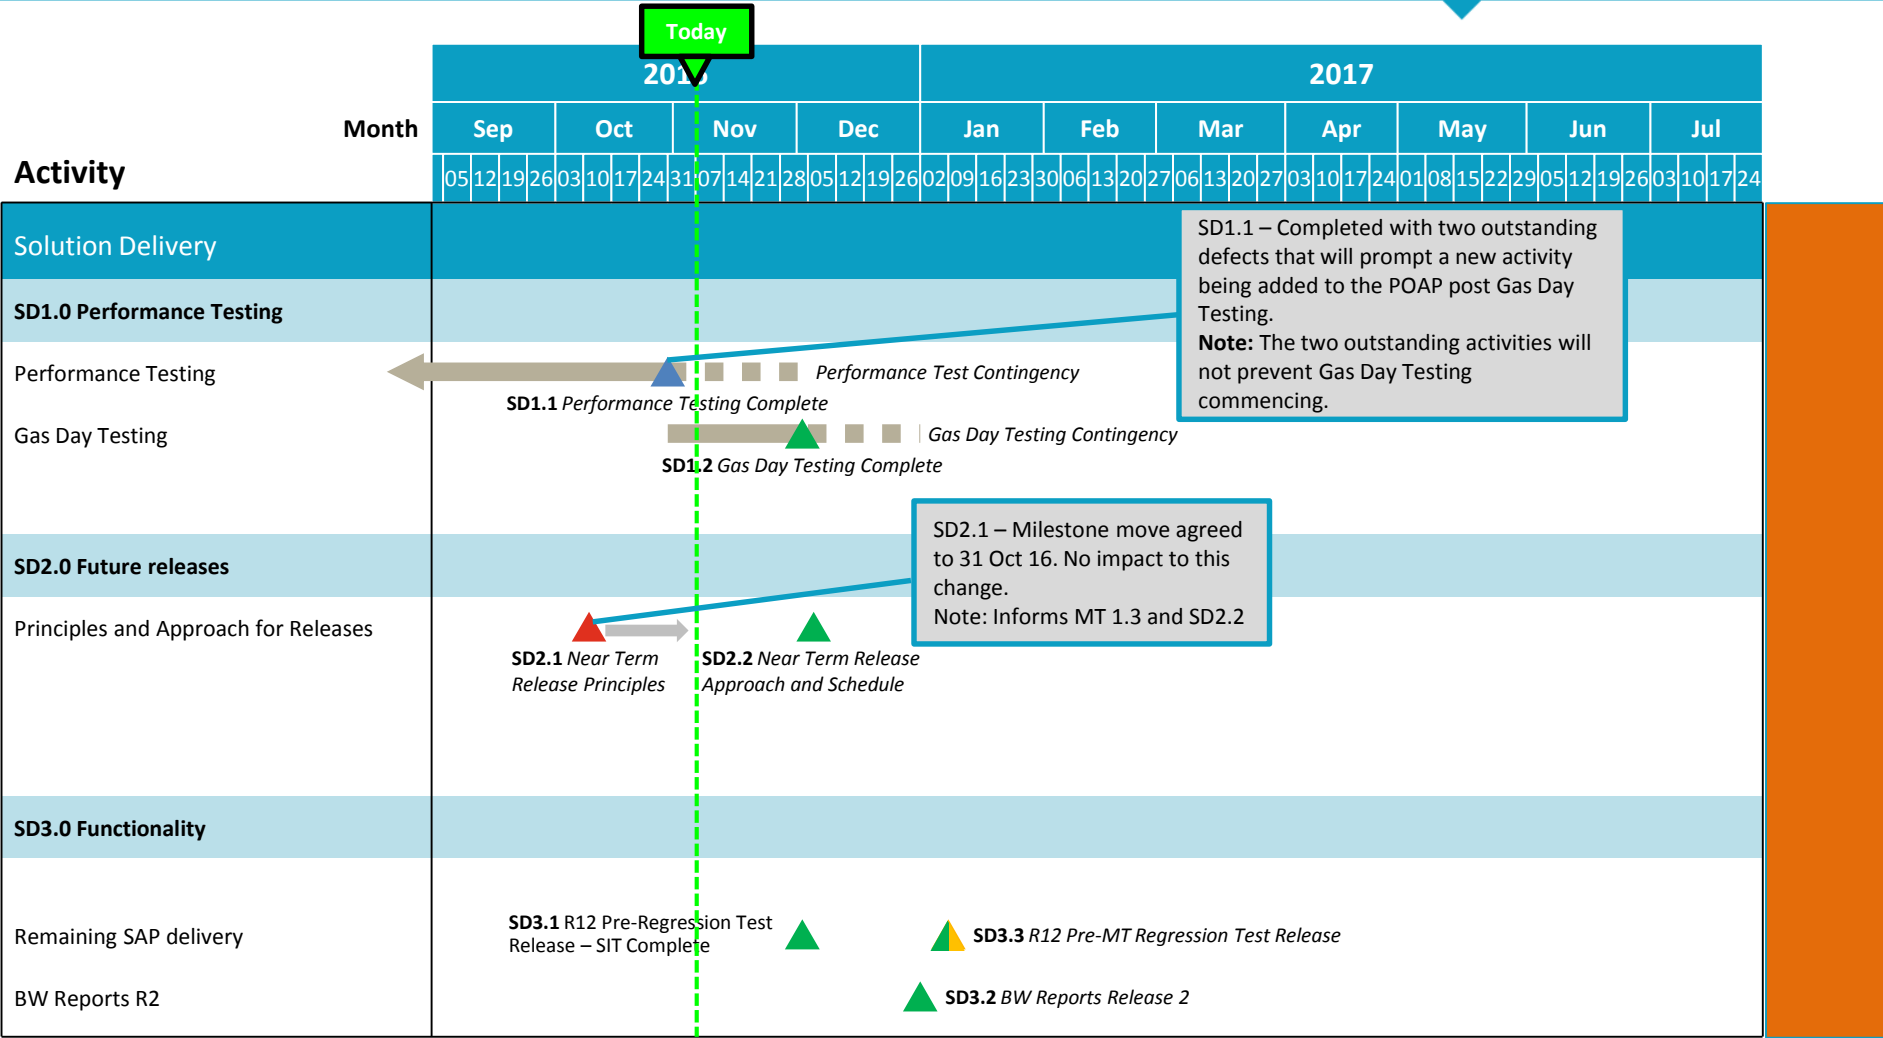 Today
2016 2017
Month Sep Oct Nov Dec Jan Feb Mar Apr May Jun Jul
Activity
05 12 19 26 03 10 17 24 31 07 14 21 28 05 12 19 26 02 09 16 23 30 06 13 20 27 06 13 20 27 03 10 17 24 01 08 15 22 29 05 12 19 26 03 10 17 24
Solution Delivery
SD1.1 – Completed with two outstanding
defects that will prompt a new activity
being added to the POAP post Gas Day
Testing.
Note: The two outstanding activities will
not prevent Gas Day Testing
commencing.
SD1.0 Performance Testing
Performance Testing
Performance Test Contingency
SD1.1 Performance Testing Complete
Gas Day Testing
Gas Day Testing Contingency
SD1.2 Gas Day Testing Complete
SD2.1 – Milestone move agreed
to 31 Oct 16. No impact to this
change.
Note: Informs MT 1.3 and SD2.2
SD2.0 Future releases
Principles and Approach for Releases
SD2.1 Near Term
Release Principles
SD2.2 Near Term Release
Approach and Schedule
SD3.0 Functionality
Remaining SAP delivery
SD3.1 R12 Pre-Regression Test
Release – SIT Complete
SD3.3 R12 Pre-MT Regression Test Release
BW Reports R2
SD3.2 BW Reports Release 2